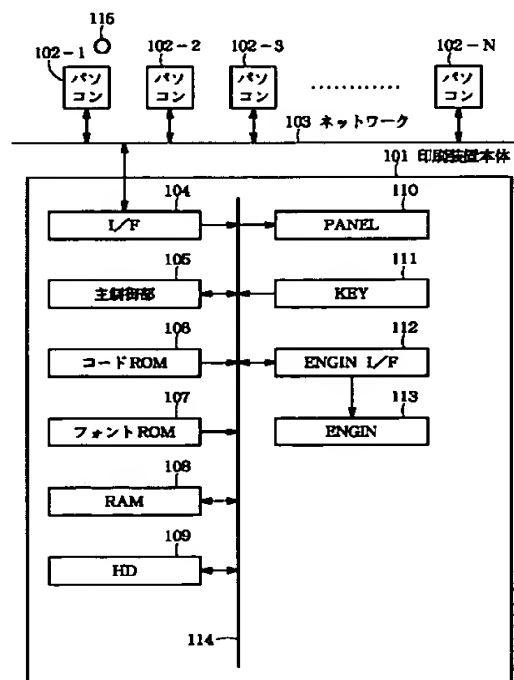 115
102-1 102-2 102-3 102-N
パソコン パソコン パソコン ............ パソコン
103 ネットワーク
101 印刷装置本体
104 110
I/F PANEL
105 111
主制御部 KEY
106 112
コードROM ENGIN I/F
107 113
フォントROM ENGIN
108
RAM
109
HD
114